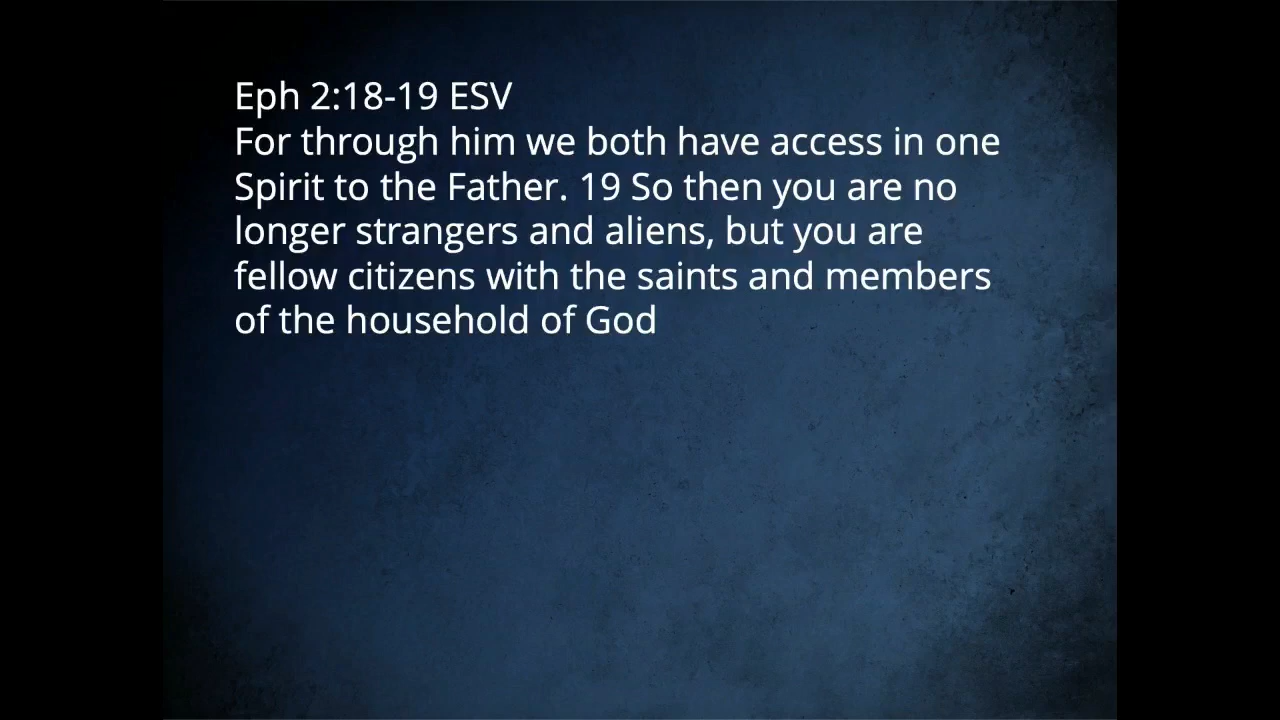 Eph 2:18-19 ESV
For through him we both have access in one
Spirit to the Father. 19 So then you are no
longer strangers and aliens, but you are
fellow citizens with the saints and members
of the household of God